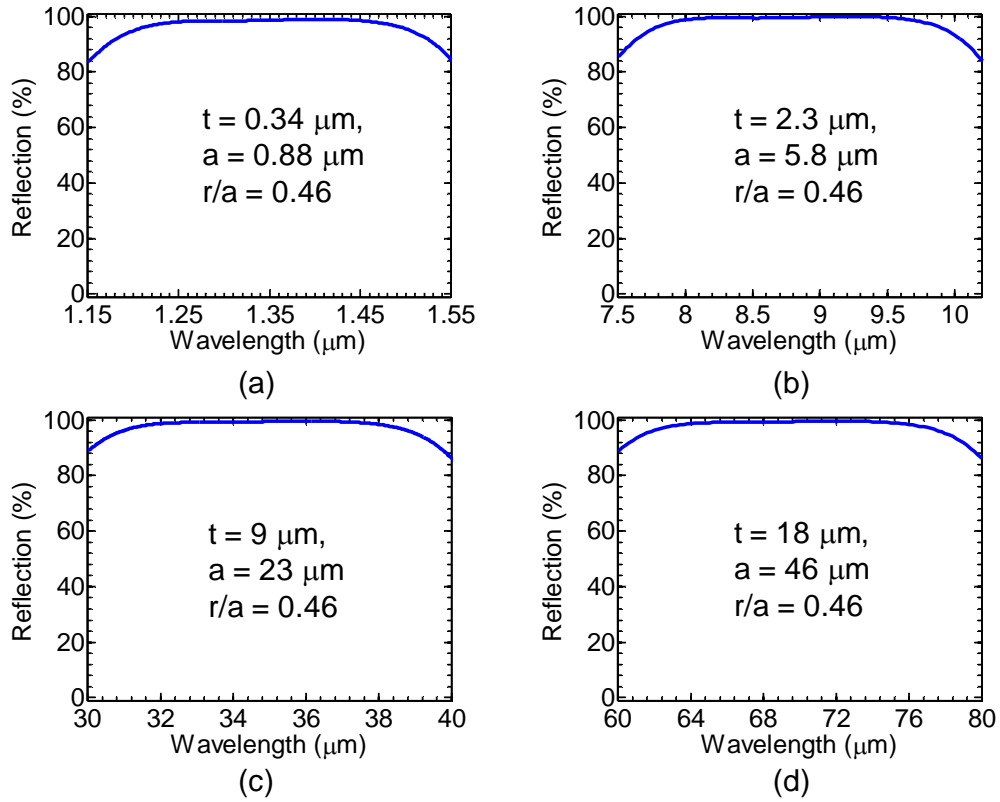 Reflection (%)
100
80
60
40
20
0
t = 0.34 μm,
a = 0.88 μm
r/a = 0.46
1.15 1.25 1.35 1.45 1.55
Wavelength (μm)
(a)
Reflection (%)
100
80
60
40
20
0
t = 2.3 μm,
a = 5.8 μm
r/a = 0.46
7.5 8 8.5 9 9.5 10
Wavelength (μm)
(b)
Reflection (%)
100
80
60
40
20
0
t = 9 μm,
a = 23 μm
r/a = 0.46
30 32 34 36 38 40
Wavelength (μm)
(c)
Reflection (%)
100
80
60
40
20
0
t = 18 μm,
a = 46 μm
r/a = 0.46
60 64 68 72 76 80
Wavelength (μm)
(d)